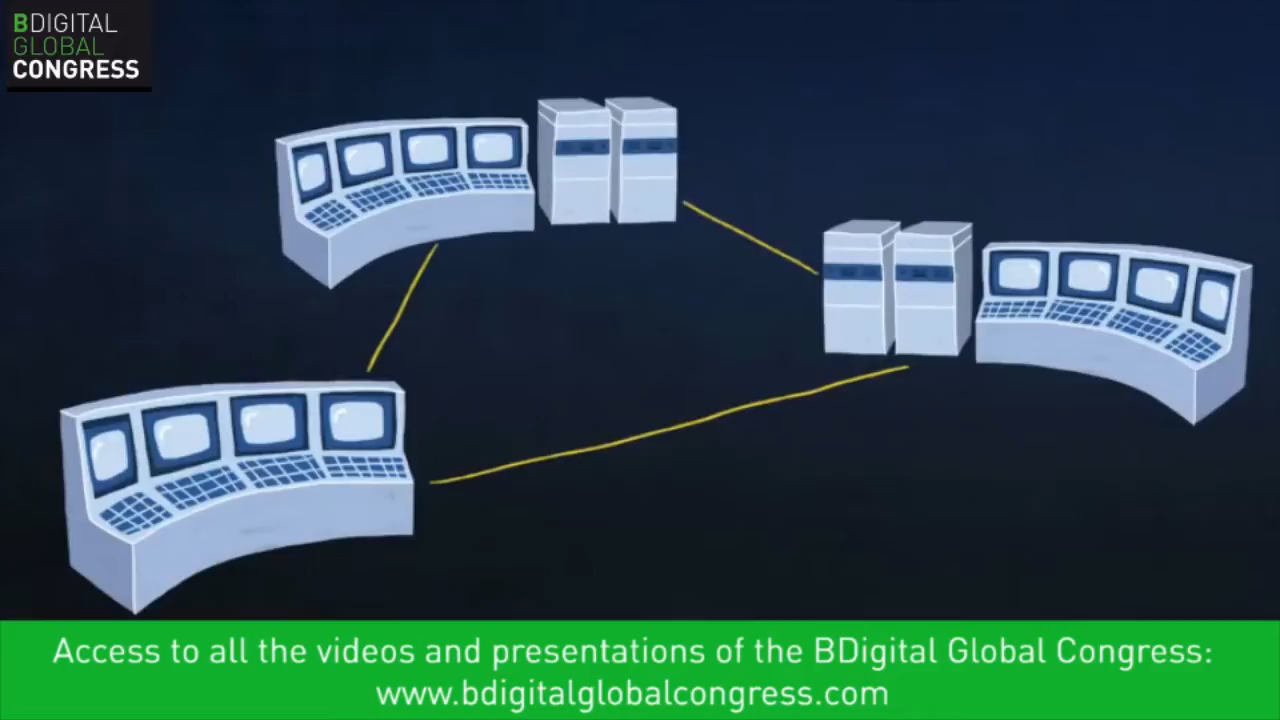 BDIGITAL
GLOBAL
CONGRESS
Access to all the videos and presentations of the BDigital Global Congress:
www.bdigitalglobalcongress.com